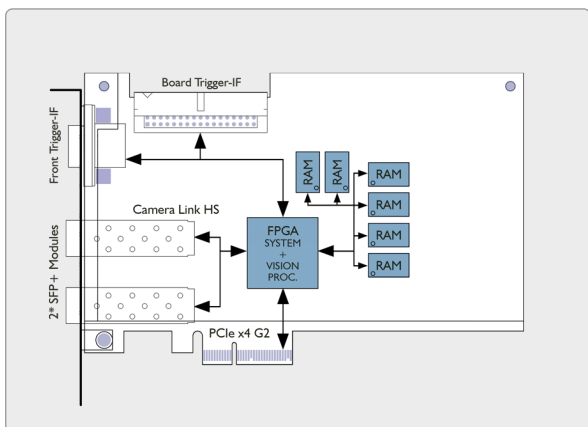 Board Trigger-IF
Front Trigger-IF
RAM
RAM
RAM
RAM
RAM
RAM
Camera Link HS
FPGA
SYSTEM
+
VISION
PROC.
2* SFP+ Modules
PCIe x4 G2